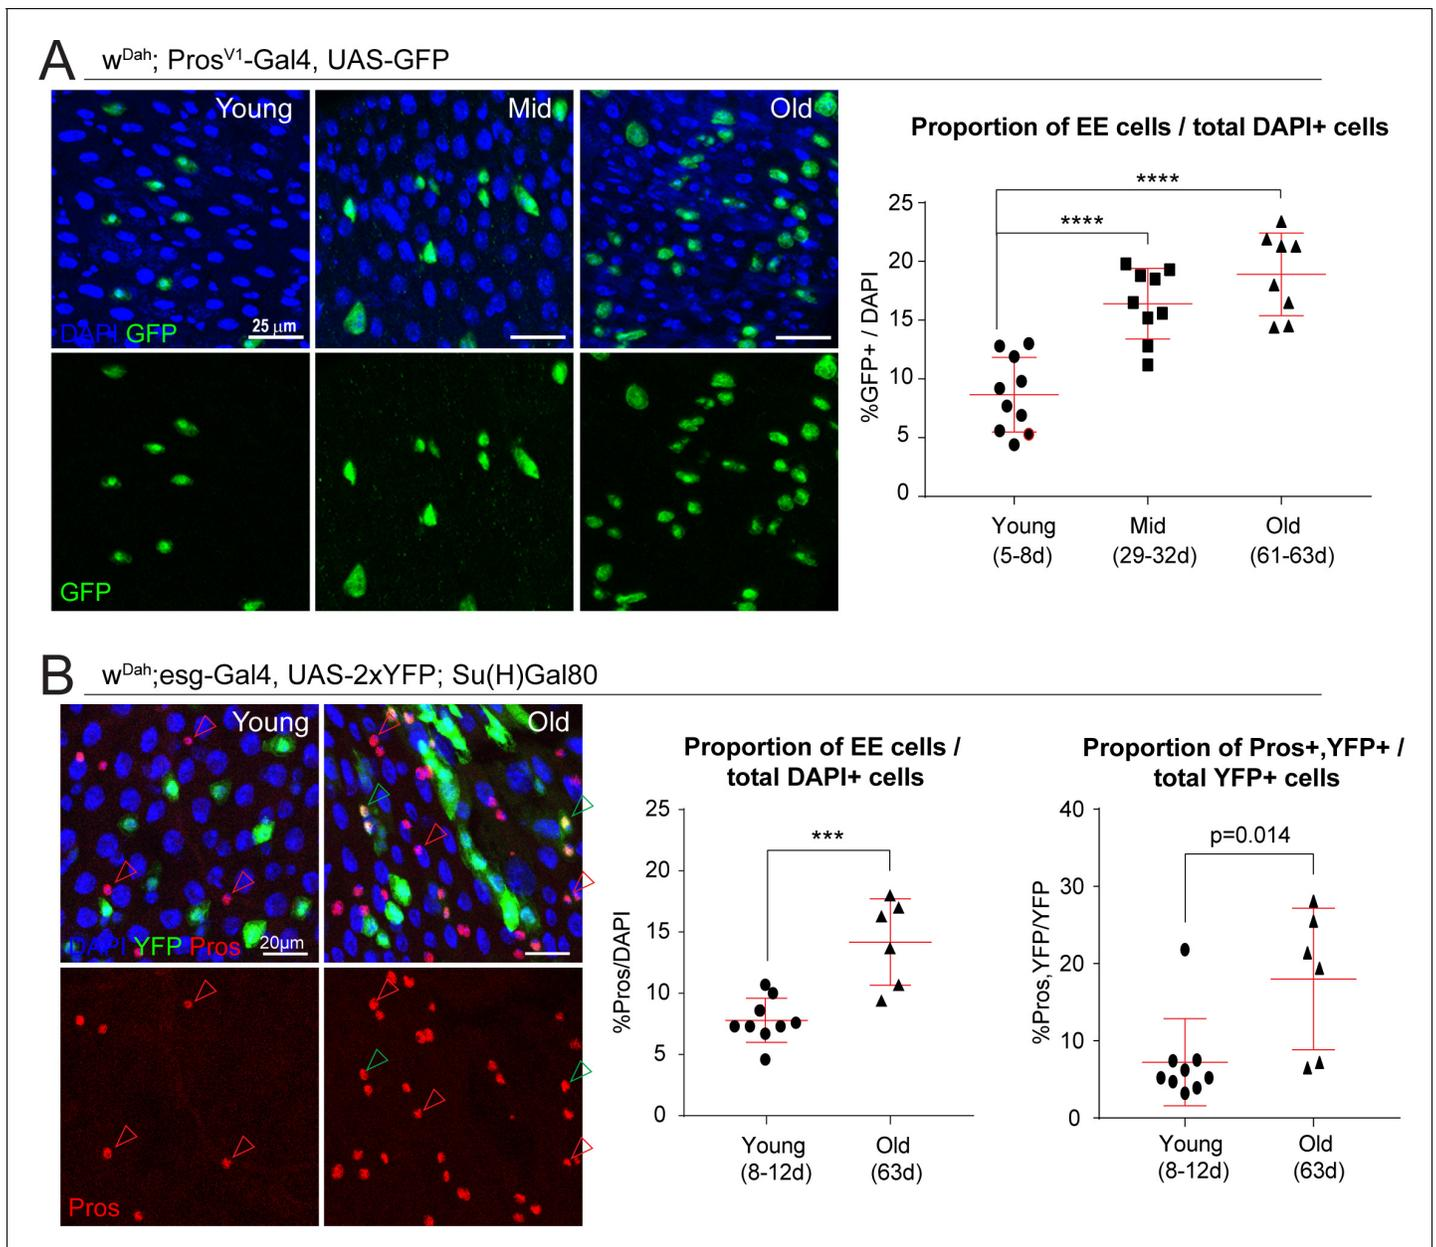 A
w^Dah; Pros^V1-Gal4, UAS-GFP
Young
Mid
Old
DAPI GFP
25 µm
GFP
Proportion of EE cells / total DAPI+ cells
%GFP+ / DAPI
25
20
15
10
5
0
****
****
Young
(5-8d)
Mid
(29-32d)
Old
(61-63d)
B
w^Dah;esg-Gal4, UAS-2xYFP; Su(H)Gal80
Young
Old
DAPI YFP Pros
20µm
Pros
Proportion of EE cells /
total DAPI+ cells
%Pros/DAPI
25
20
15
10
5
0
***
Young
(8-12d)
Old
(63d)
Proportion of Pros+,YFP+ /
total YFP+ cells
%Pros,YFP/YFP
40
30
20
10
0
p=0.014
Young
(8-12d)
Old
(63d)